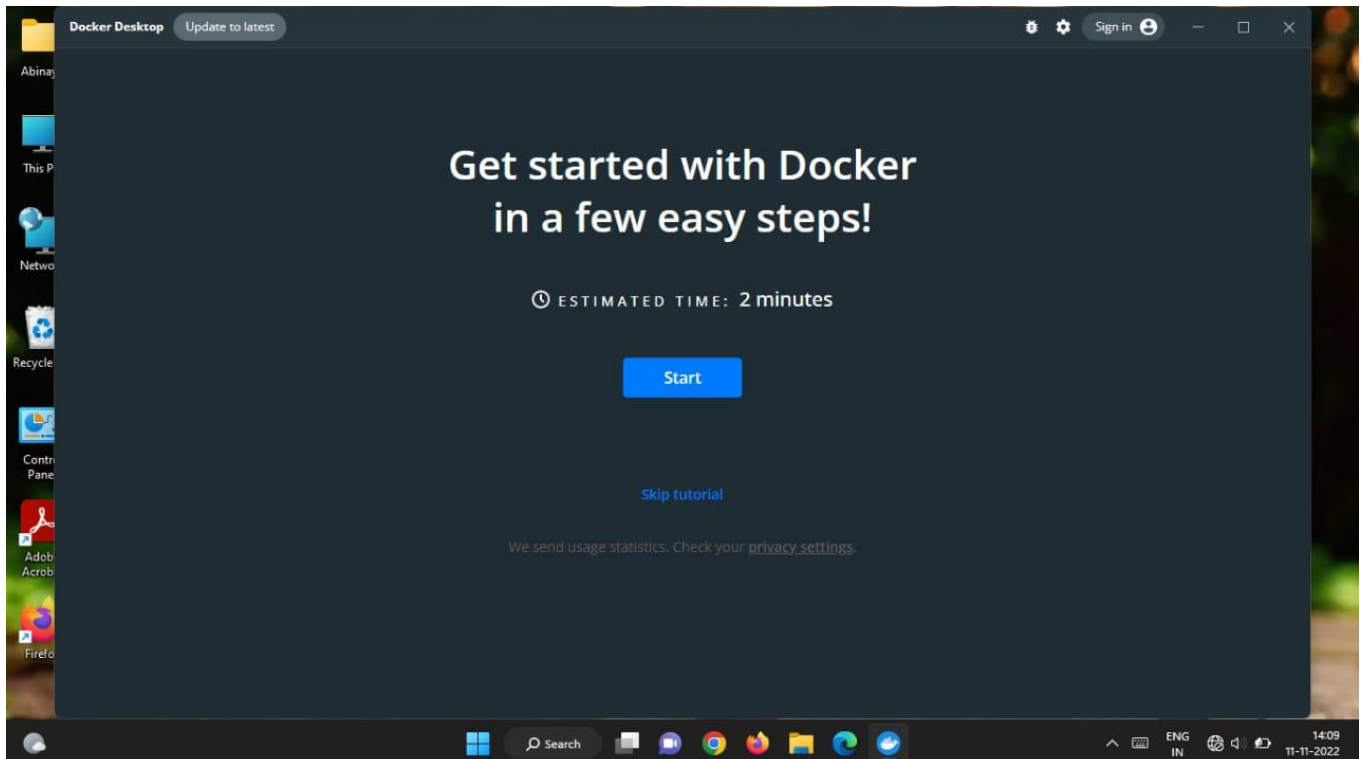 Docker Desktop Update to latest Sign in
Abinay
This P
Netwo
Recycle
Contr
Pane
Adob
Acrob
Firefo
Get started with Docker
in a few easy steps!
ESTIMATED TIME: 2 minutes
Start
Skip tutorial
We send usage statistics. Check your privacy settings.
Search
ENG
IN
14:09
11-11-2022